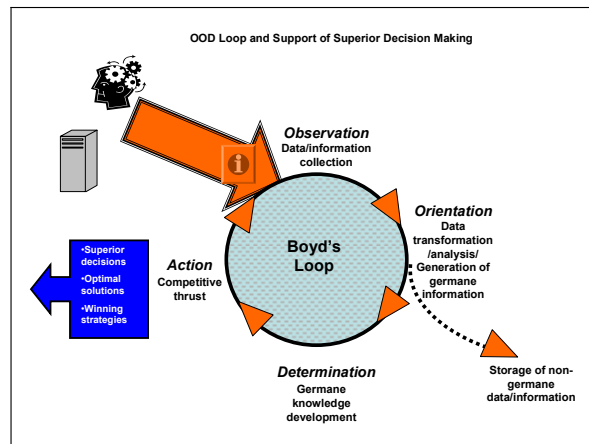 OOD Loop and Support of Superior Decision Making
Observation
Data/information
collection
i
Orientation
Data
transformation
/analysis/
Generation of
germane
information
Boyd's
Loop
Action
Competitive
thrust
•Superior
decisions
•Optimal
solutions
•Winning
strategies
Determination
Germane
knowledge
development
Storage of non-
germane
data/information